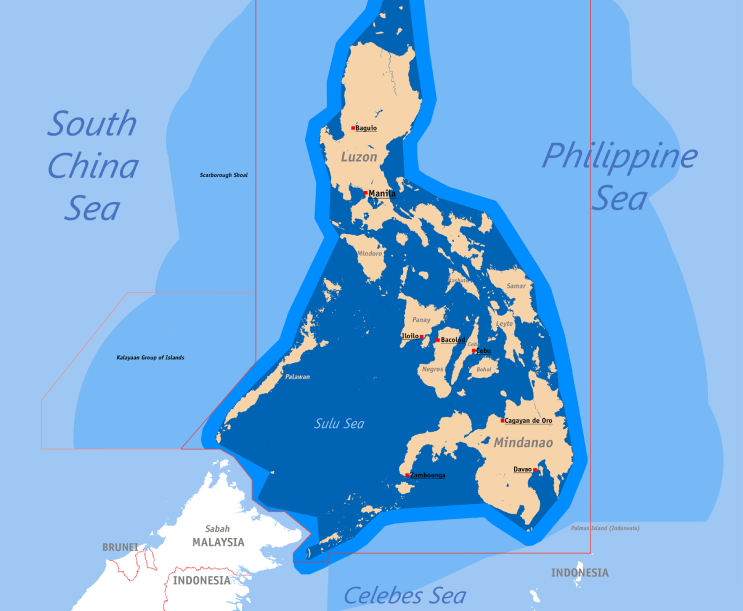 South
China
Sea
Philippine
Sea
Baguio
Luzon
Scarborough Shoal
Manila
Mindoro
Masbate
Samar
Panay
Leyte
Iloilo
Bacolod
Cebu
Cebu
Kalayaan Group of Islands
Negros
Bohol
Palawan
Sulu Sea
Cagayan de Oro
Mindanao
Davao
Zamboanga
Sabah
MALAYSIA
BRUNEI
INDONESIA
Palmas Island (Indonesia)
INDONESIA
Celebes Sea